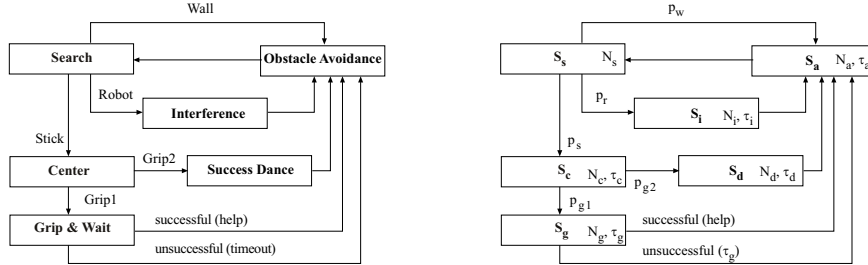 Wall
Search
Obstacle Avoidance
Robot
Interference
Stick
Center
Grip2
Success Dance
Grip1
Grip & Wait
successful (help)
unsuccessful (timeout)
p_w
S_s N_s
S_a N_a, τ_a
p_r
S_i N_i, τ_i
p_s
S_c N_c, τ_c
p_g2
S_d N_d, τ_d
p_g1
S_g N_g, τ_g
successful (help)
unsuccessful (τ_g)